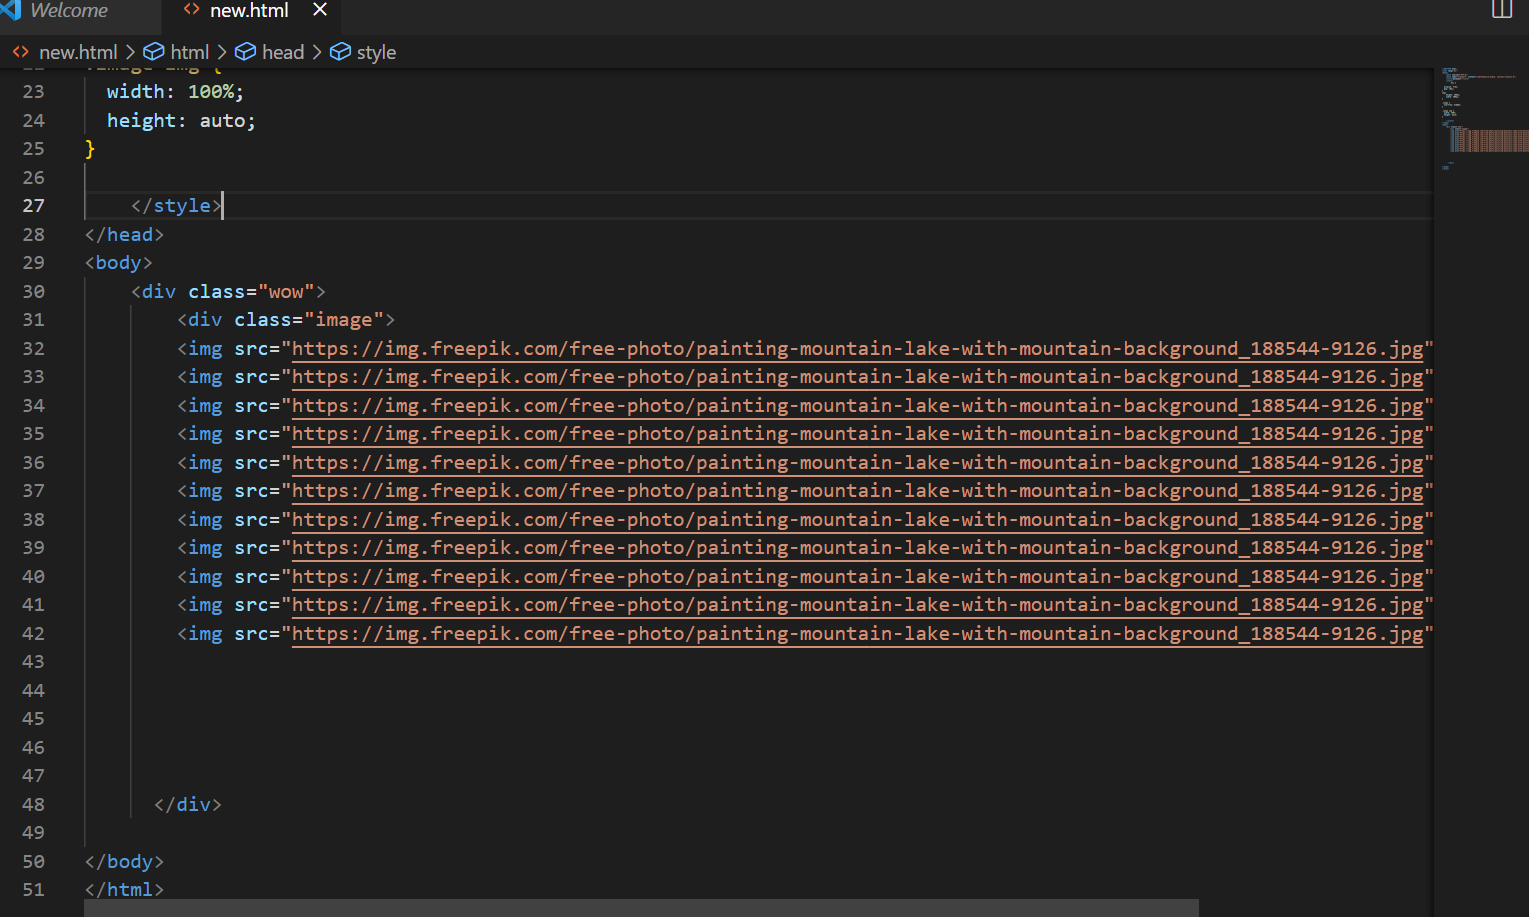 Welcome
<> new.html ×
<> new.html > html > head > style
22 .image img {
23 width: 100%;
24 height: auto;
25 }
26
27 </style>
28 </head>
29 <body>
30 <div class="wow">
31 <div class="image">
32 <img src="https://img.freepik.com/free-photo/painting-mountain-lake-with-mountain-background_188544-9126.jpg"
33 <img src="https://img.freepik.com/free-photo/painting-mountain-lake-with-mountain-background_188544-9126.jpg"
34 <img src="https://img.freepik.com/free-photo/painting-mountain-lake-with-mountain-background_188544-9126.jpg"
35 <img src="https://img.freepik.com/free-photo/painting-mountain-lake-with-mountain-background_188544-9126.jpg"
36 <img src="https://img.freepik.com/free-photo/painting-mountain-lake-with-mountain-background_188544-9126.jpg"
37 <img src="https://img.freepik.com/free-photo/painting-mountain-lake-with-mountain-background_188544-9126.jpg"
38 <img src="https://img.freepik.com/free-photo/painting-mountain-lake-with-mountain-background_188544-9126.jpg"
39 <img src="https://img.freepik.com/free-photo/painting-mountain-lake-with-mountain-background_188544-9126.jpg"
40 <img src="https://img.freepik.com/free-photo/painting-mountain-lake-with-mountain-background_188544-9126.jpg"
41 <img src="https://img.freepik.com/free-photo/painting-mountain-lake-with-mountain-background_188544-9126.jpg"
42 <img src="https://img.freepik.com/free-photo/painting-mountain-lake-with-mountain-background_188544-9126.jpg"
43
44
45
46
47
48 </div>
49
50 </body>
51 </html>